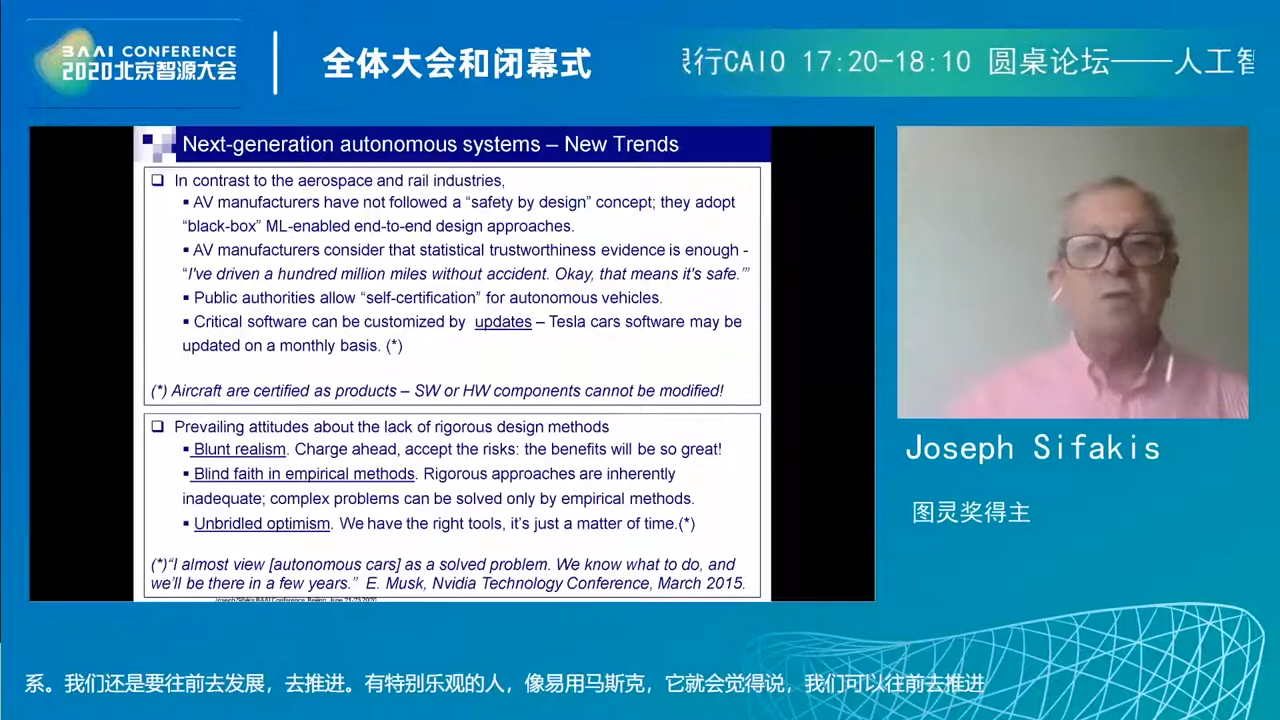 BAAI CONFERENCE
2020北京智源大会
全体大会和闭幕式
行CAIO 17:20-18:10 圆桌论坛——人工智
Next-generation autonomous systems – New Trends
❑ In contrast to the aerospace and rail industries,
▪ AV manufacturers have not followed a “safety by design” concept; they adopt
“black-box” ML-enabled end-to-end design approaches.
▪ AV manufacturers consider that statistical trustworthiness evidence is enough -
“I've driven a hundred million miles without accident. Okay, that means it's safe.’”
▪ Public authorities allow “self-certification” for autonomous vehicles.
▪ Critical software can be customized by updates – Tesla cars software may be
updated on a monthly basis. (*)
(*) Aircraft are certified as products – SW or HW components cannot be modified!
❑ Prevailing attitudes about the lack of rigorous design methods
▪ Blunt realism. Charge ahead, accept the risks: the benefits will be so great!
▪ Blind faith in empirical methods. Rigorous approaches are inherently
inadequate; complex problems can be solved only by empirical methods.
▪ Unbridled optimism. We have the right tools, it’s just a matter of time.(*)
(*)“I almost view [autonomous cars] as a solved problem. We know what to do, and
we’ll be there in a few years.” E. Musk, Nvidia Technology Conference, March 2015.
Joseph Sifakis BAAI Conference, Beijing, June 21-23 2020
Joseph Sifakis
图灵奖得主
系。我们还是要往前去发展，去推进。有特别乐观的人，像易用马斯克，它就会觉得说，我们可以往前去推进